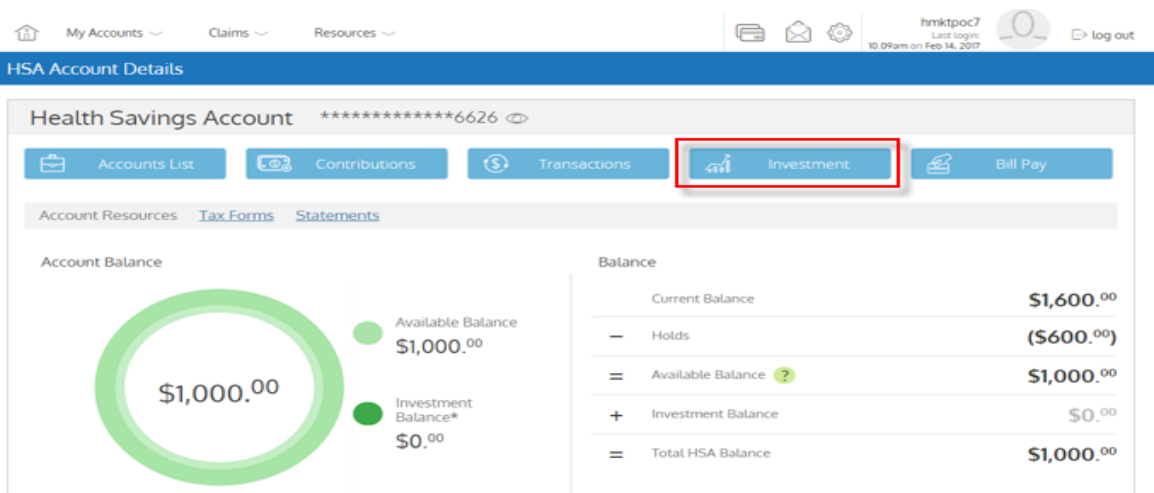 My Accounts
Claims
Resources
hmktpoc7
Last login:
10.09am on Feb 14, 2017
log out
HSA Account Details
Health Savings Account *************6626
Accounts List
Contributions
Transactions
Investment
Bill Pay
Account Resources Tax Forms Statements
Account Balance
$1,000.00
Available Balance
$1,000.00
Investment
Balance*
$0.00
Balance
Current Balance $1,600.00
− Holds ($600.00)
= Available Balance ? $1,000.00
+ Investment Balance $0.00
= Total HSA Balance $1,000.00